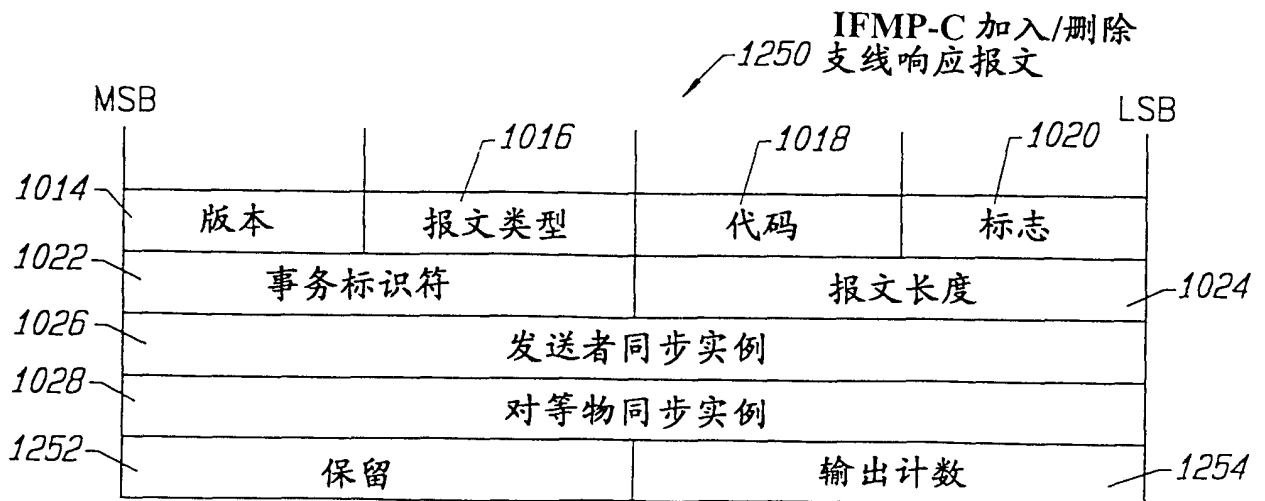 IFMP-C 加入/删除
1250 支线响应报文
MSB
LSB
1016
1018
1020
1014
版本 报文类型 代码 标志
1022
事务标识符 报文长度
1024
1026
发送者同步实例
1028
对等物同步实例
1252
保留 输出计数
1254